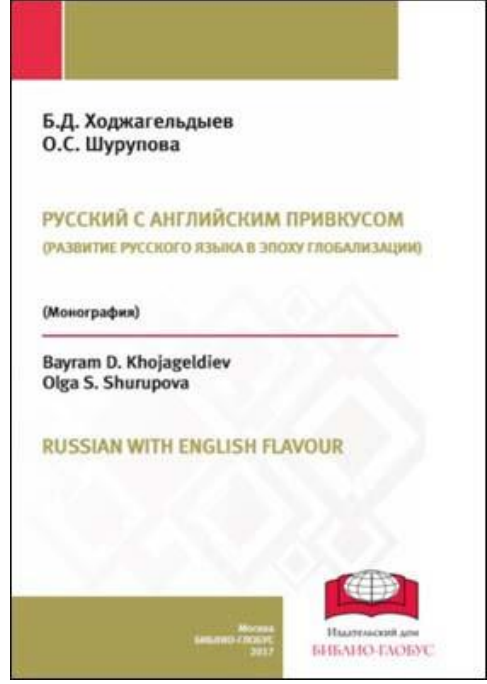 Б.Д. Ходжагельдыев
О.С. Шурупова
РУССКИЙ С АНГЛИЙСКИМ ПРИВКУСОМ
(РАЗВИТИЕ РУССКОГО ЯЗЫКА В ЭПОХУ ГЛОБАЛИЗАЦИИ)
(Монография)
Bayram D. Khojageldiev
Olga S. Shurupova
RUSSIAN WITH ENGLISH FLAVOUR
Москва
БИБЛИО-ГЛОБУС
2017
Издательский дом
БИБЛИО-ГЛОБУС